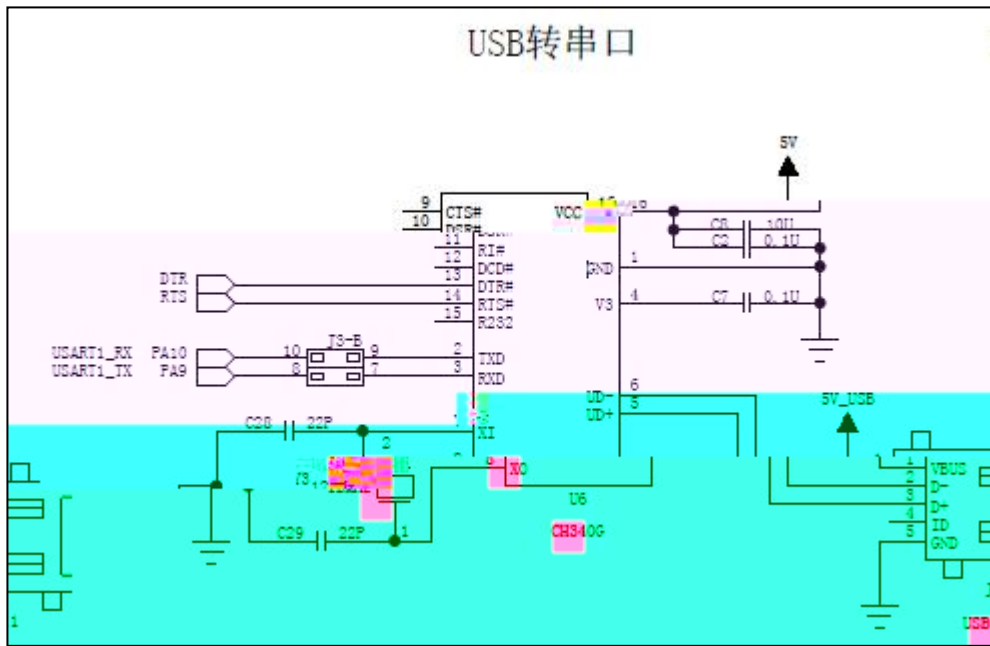 USB转串口
5V
9 CTS# VCC
10
11 RI#
12 DCD# GND 1
13 DTR#
14 RTS# V3 4
15 R232
C2 0.1U
10U
C7 0.1U
DTR
RTS
J3-B
USART1_RX PA10 10 9 2 TXD
USART1_TX PA9 8 7 3 RXD
UD- 6
UD+ 5
5V_USB
C28 22P
XI
2
XO
U6
CH340G
C29 22P 1
1 VBUS
2 D-
3 D+
4 ID
5 GND
1
USB